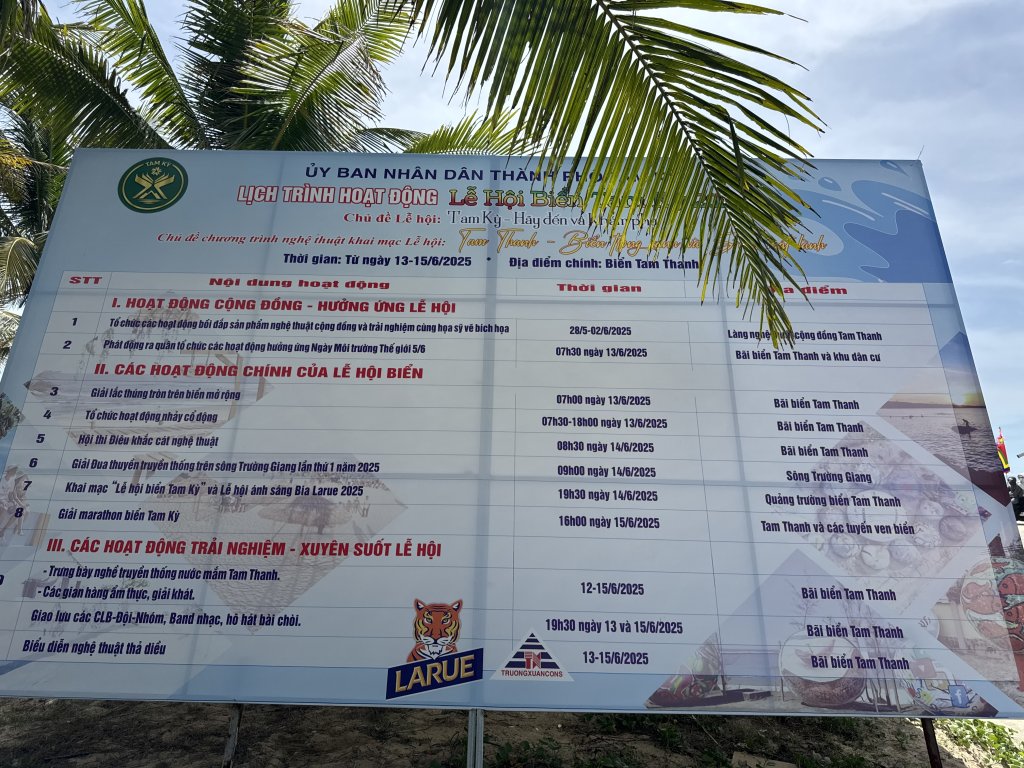 TAM KỲ
ỦY BAN NHÂN DÂN THÀNH PHỐ
LỊCH TRÌNH HOẠT ĐỘNG Lễ Hội Biển
Chủ đề Lễ hội: Tam Kỳ - Hãy đến và khám phá
Chủ đề chương trình nghệ thuật khai mạc Lễ hội: Tam Thanh - Biển
Thời gian: Từ ngày 13-15/6/2025 * Địa điểm chính: Biển Tam Thanh
STT Nội dung hoạt động Thời gian Địa điểm
I. HOẠT ĐỘNG CỘNG ĐỒNG - HƯỞNG ỨNG LỄ HỘI
1 Tổ chức các hoạt động bồi đắp sản phẩm nghệ thuật cộng đồng và trải nghiệm cùng họa sỹ vẽ bích họa 28/5-02/6/2025 Làng nghệ thuật cộng đồng Tam Thanh
2 Phát động ra quân tổ chức các hoạt động hưởng ứng Ngày Môi trường Thế giới 5/6 07h30 ngày 13/6/2025 Bãi biển Tam Thanh và khu dân cư
II. CÁC HOẠT ĐỘNG CHÍNH CỦA LỄ HỘI BIỂN
3 Giải lắc thúng tròn trên biển mở rộng 07h00 ngày 13/6/2025 Bãi biển Tam Thanh
4 Tổ chức hoạt động nhảy cổ động 07h30-18h00 ngày 13/6/2025 Bãi biển Tam Thanh
5 Hội thi Điêu khắc cát nghệ thuật 08h30 ngày 14/6/2025 Bãi biển Tam Thanh
6 Giải Đua thuyền truyền thống trên sông Trường Giang lần thứ 1 năm 2025 09h00 ngày 14/6/2025 Sông Trường Giang
7 Khai mạc "Lễ hội biển Tam Kỳ" và Lễ hội ánh sáng Bia Larue 2025 19h30 ngày 14/6/2025 Quảng trường biển Tam Thanh
8 Giải marathon biển Tam Kỳ 16h00 ngày 15/6/2025 Tam Thanh và các tuyến ven biển
III. CÁC HOẠT ĐỘNG TRẢI NGHIỆM - XUYÊN SUỐT LỄ HỘI
9 - Trưng bày nghề truyền thống nước mắm Tam Thanh.
- Các gian hàng ẩm thực, giải khát. 12-15/6/2025 Bãi biển Tam Thanh
Giao lưu các CLB-Đội-Nhóm, Band nhạc, hô hát bài chòi. 19h30 ngày 13 và 15/6/2025 Bãi biển Tam Thanh
Biểu diễn nghệ thuật thả diều 13-15/6/2025 Bãi biển Tam Thanh
LARUE
TRUONGXUANCONS